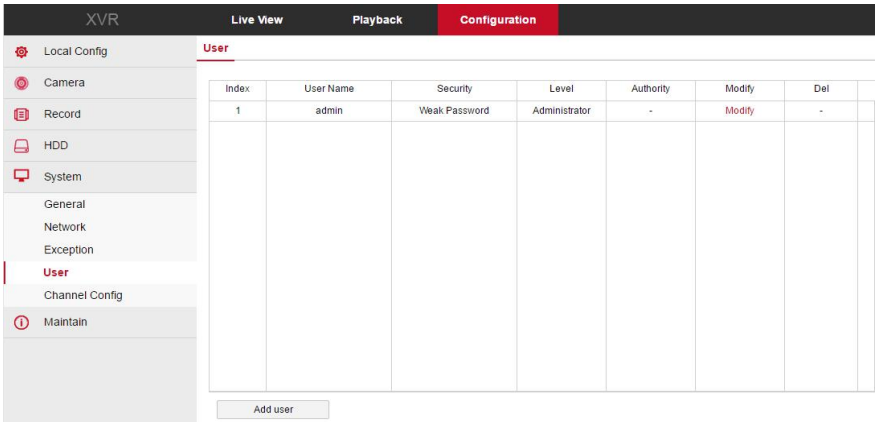 XVR Live View Playback Configuration
Local Config
Camera
Record
HDD
System
General
Network
Exception
User
Channel Config
Maintain
User
Index User Name Security Level Authority Modify Del
1 admin Weak Password Administrator - Modify -
Add user